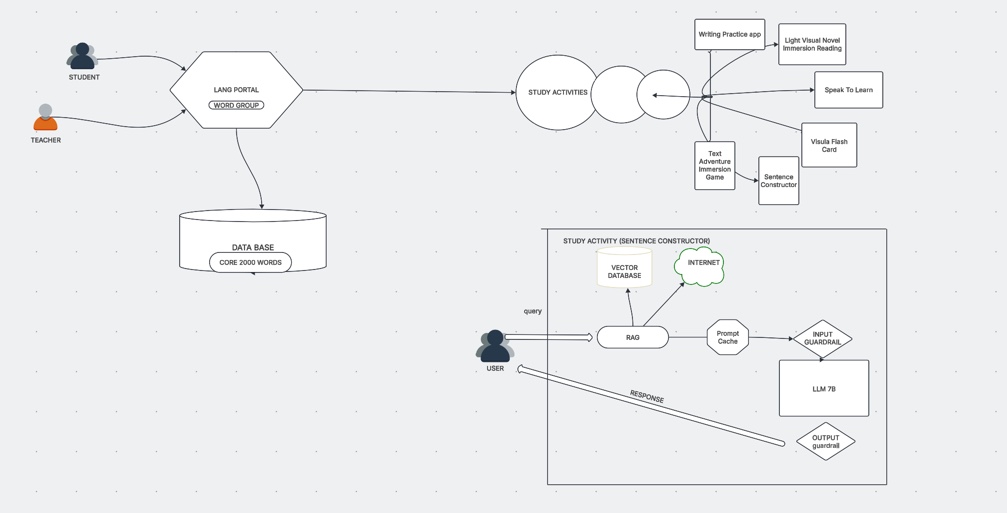 STUDENT
TEACHER
LANG PORTAL
WORD GROUP
DATA BASE
CORE 2000 WORDS
STUDY ACTIVITIES
Writing Practice app
Light Visual Novel
Immersion Reading
Speak To Learn
Visula Flash
Card
Text
Adventure
Immersion
Game
Sentence
Constructor
STUDY ACTIVITY (SENTENCE CONSTRUCTOR)
VECTOR
DATABASE
INTERNET
query
USER
RAG
Prompt
Cache
INPUT
GUARDRAIL
LLM 7B
RESPONSE
OUTPUT
guardrail